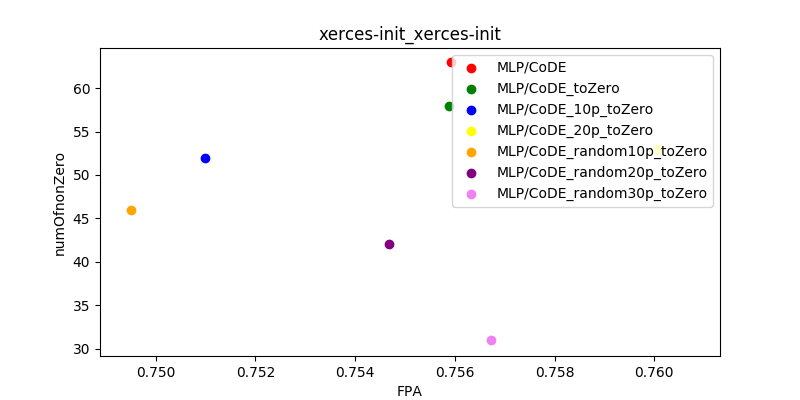 xerces-init_xerces-init
numOfnonZero
60
55
50
45
40
35
30
MLP/CoDE
MLP/CoDE_toZero
MLP/CoDE_10p_toZero
MLP/CoDE_20p_toZero
MLP/CoDE_random10p_toZero
MLP/CoDE_random20p_toZero
MLP/CoDE_random30p_toZero
0.750 0.752 0.754 0.756 0.758 0.760
FPA